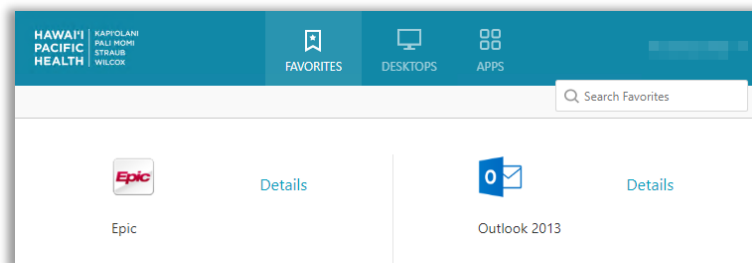 HAWAI'I
PACIFIC
HEALTH
KAPI'OLANI
PALI MOMI
STRAUB
WILCOX
FAVORITES
DESKTOPS
APPS
Search Favorites
Epic
Details
O
Details
Epic
Outlook 2013